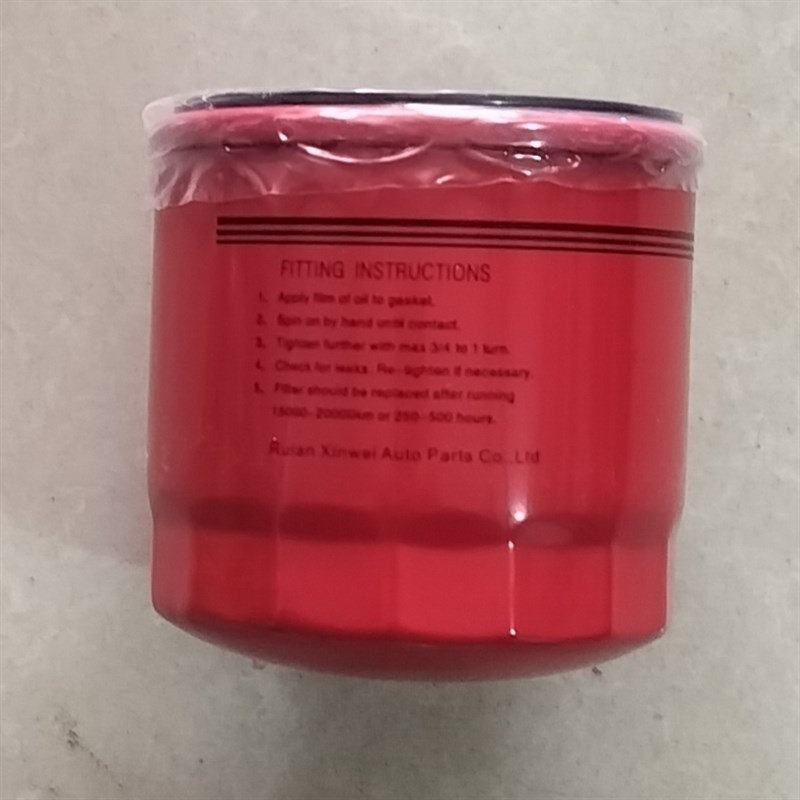 FITTING INSTRUCTIONS
1. Apply film of oil to gasket.
2. Spin on by hand until contact.
3. Tighten further with max 3/4 to 1 turn.
4. Check for leaks. Re-tighten if necessary.
5. Filter should be replaced after running
15000-20000km or 250-500 hours.
Ruian Xinwei Auto Parts Co.,Ltd